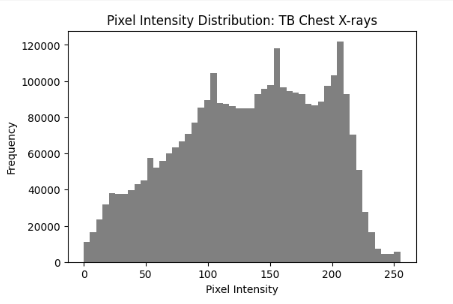 Pixel Intensity Distribution: TB Chest X-rays
120000
100000
80000
60000
40000
20000
0
Frequency
0 50 100 150 200 250
Pixel Intensity